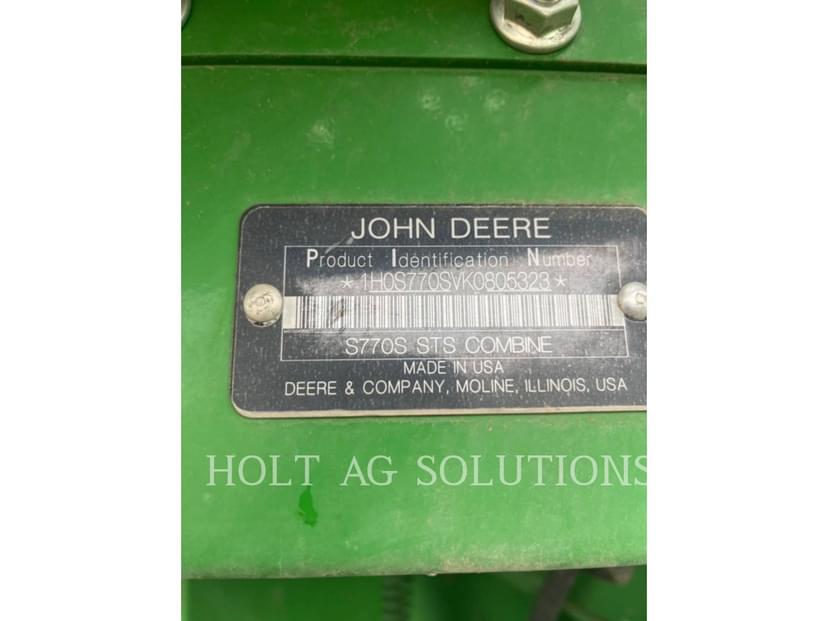 JOHN DEERE
Product Identification Number
*1H0S770SVK0805323*
S770S STS COMBINE
MADE IN USA
DEERE & COMPANY, MOLINE, ILLINOIS, USA
HOLT AG SOLUTIONS